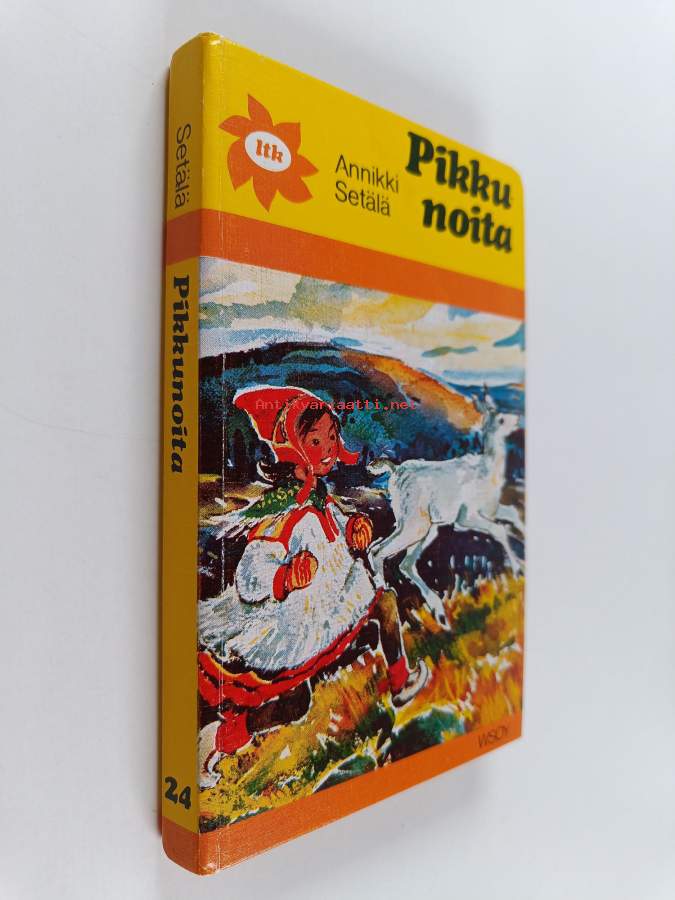 Setälä
Pikkunoita
24
ltk
Annikki
Setälä
Pikku
noita
Antikvariaatti.net
WSOY